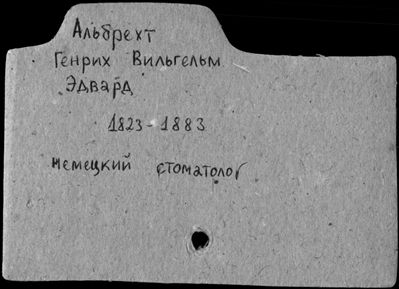 Альбрехт
Генрих Вильгельм
Эдвард
1823-1883
немецкий стоматолог